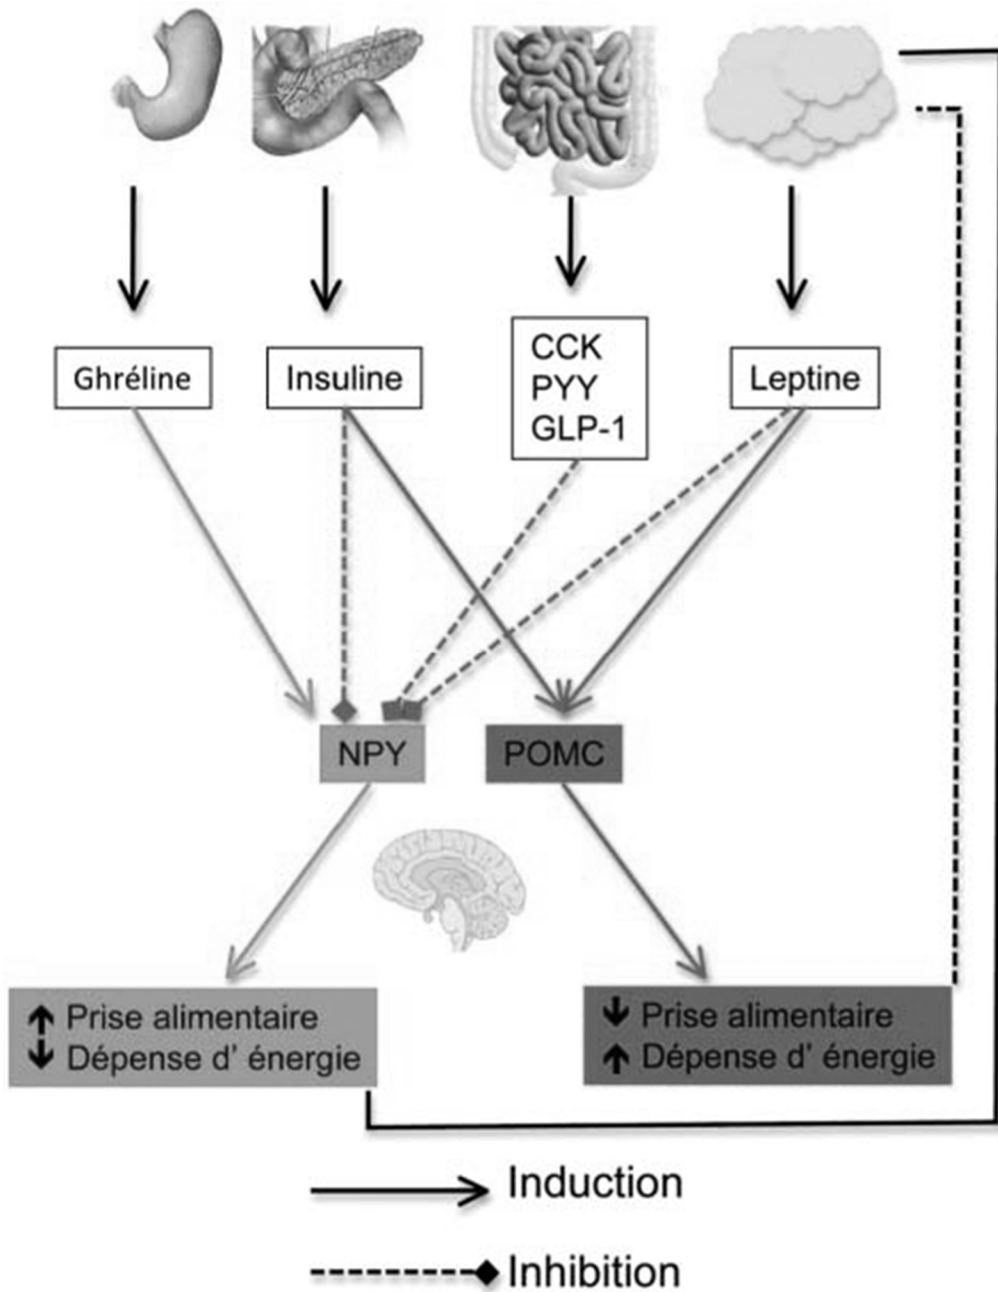 Ghréline
Insuline
CCK
PYY
GLP-1
Leptine
NPY
POMC
Prise alimentaire
Dépense d' énergie
Prise alimentaire
Dépense d' énergie
Induction
Inhibition